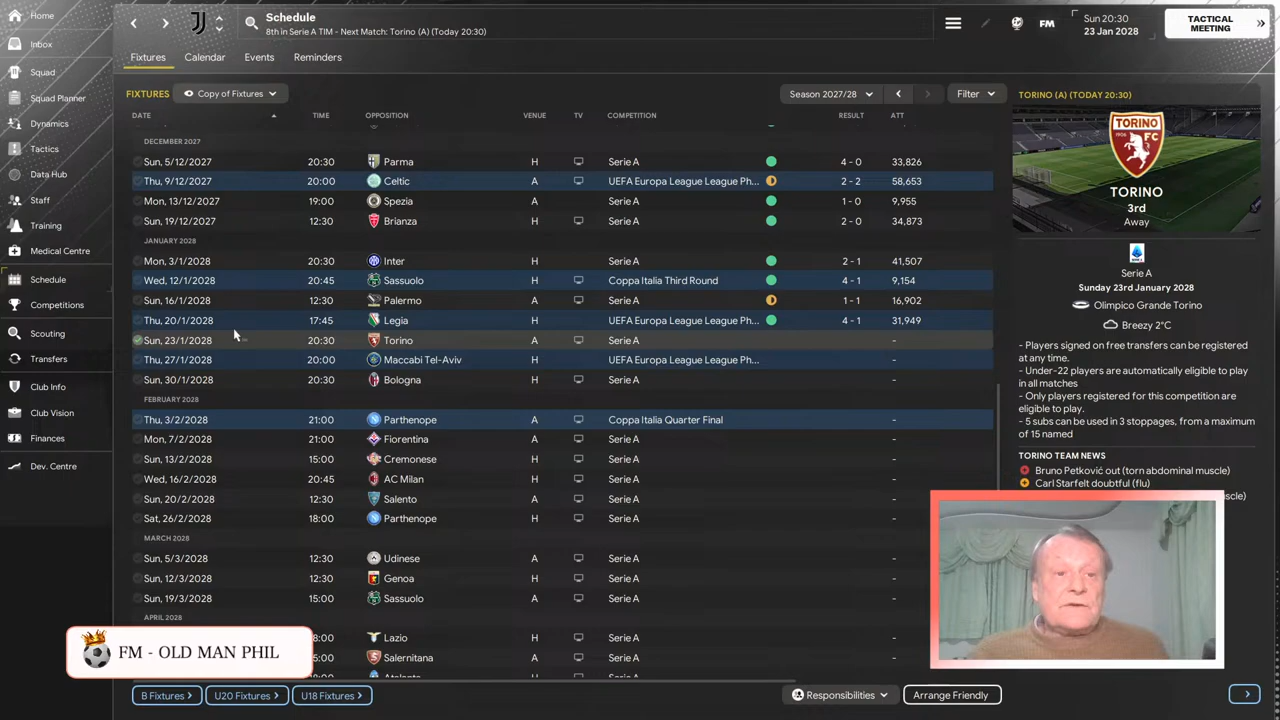 Home
Inbox
Squad
Squad Planner
Dynamics
Tactics
Data Hub
Staff
Training
Medical Centre
Schedule
Competitions
Scouting
Transfers
Club Info
Club Vision
Finances
Dev. Centre
Schedule
8th in Serie A TIM - Next Match: Torino (A) (Today 20:30)
FM
Sun 20:30
23 Jan 2028
TACTICAL MEETING
Fixtures Calendar Events Reminders
FIXTURES Copy of Fixtures Season 2027/28 Filter
DATE TIME OPPOSITION VENUE TV COMPETITION RESULT ATT
DECEMBER 2027
Sun, 5/12/2027 20:30 Parma H Serie A 4 - 0 33,826
Thu, 9/12/2027 20:00 Celtic A UEFA Europa League League Ph... 2 - 2 58,653
Mon, 13/12/2027 19:00 Spezia A Serie A 1 - 0 9,955
Sun, 19/12/2027 12:30 Brianza H Serie A 2 - 0 34,873
JANUARY 2028
Mon, 3/1/2028 20:30 Inter H Serie A 2 - 1 41,507
Wed, 12/1/2028 20:45 Sassuolo A Coppa Italia Third Round 4 - 1 9,154
Sun, 16/1/2028 12:30 Palermo A Serie A 1 - 1 16,902
Thu, 20/1/2028 17:45 Legia H UEFA Europa League League Ph... 4 - 1 31,949
Sun, 23/1/2028 20:30 Torino A Serie A -
Thu, 27/1/2028 20:00 Maccabi Tel-Aviv H UEFA Europa League League Ph... -
Sun, 30/1/2028 20:30 Bologna H Serie A -
FEBRUARY 2028
Thu, 3/2/2028 21:00 Parthenope A Coppa Italia Quarter Final -
Mon, 7/2/2028 21:00 Fiorentina A Serie A -
Sun, 13/2/2028 15:00 Cremonese H Serie A -
Wed, 16/2/2028 20:45 AC Milan A Serie A -
Sun, 20/2/2028 12:30 Salento A Serie A -
Sat, 26/2/2028 18:00 Parthenope H Serie A -
MARCH 2028
Sun, 5/3/2028 12:30 Udinese A Serie A -
Sun, 12/3/2028 12:30 Genoa H Serie A -
Sun, 19/3/2028 15:00 Sassuolo A Serie A -
APRIL 2028
8:00 Lazio H Serie A -
5:00 Salernitana A Serie A -
TORINO (A) (TODAY 20:30)
TORINO
1906
FC
TORINO
3rd
Away
SERIE A
Serie A
Sunday 23rd January 2028
Olimpico Grande Torino
Breezy 2°C
- Players signed on free transfers can be registered
at any time.
- Under-22 players are automatically eligible to play
in all matches
- Only players registered for this competition are
eligible to play.
- 5 subs can be used in 3 stoppages, from a maximum
of 15 named
TORINO TEAM NEWS
Bruno Petković out (torn abdominal muscle)
Carl Starfelt doubtful (flu)
scle)
FM - OLD MAN PHIL
B Fixtures U20 Fixtures U18 Fixtures Responsibilities Arrange Friendly